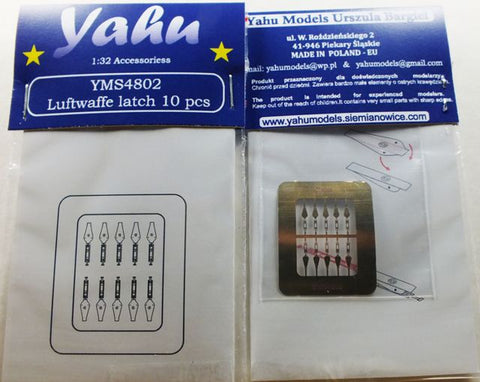 Yahu
1:32 Accessoriess
YMS4802
Luftwaffe latch 10 pcs
Yahu Models Urszula Bargiel
ul. W. Roździeńskiego 2
41-946 Piekary Śląskie
MADE IN POLAND - EU
mail: yahumodels@wp.pl & yahumodels@gmail.com
Produkt przeznaczony dla doświadczonych modelarzy.
Chronić przed dziećmi. Zawiera bardzo małe elementy o ostrych krawędziach.
The product is intended for experienced modelers.
Keep out of the reach of children.It contains very small parts with sharp edges.
www.yahumodels.siemianowice.com